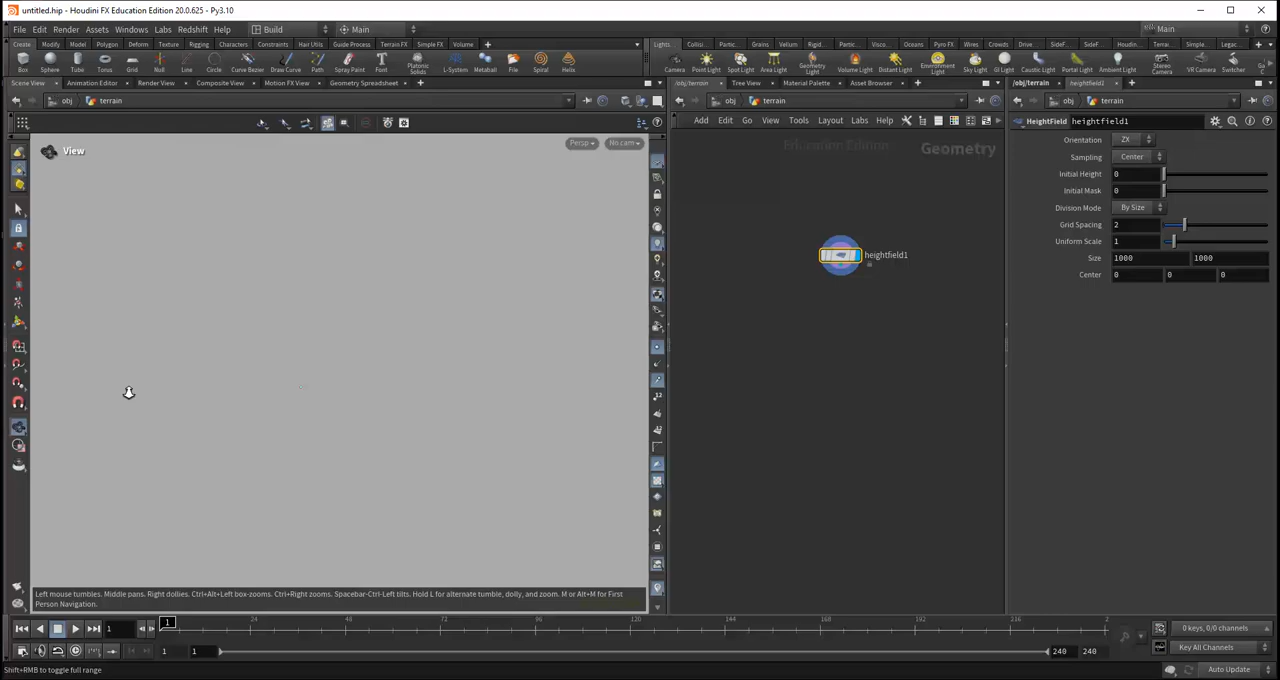 untitled.hip - Houdini FX Education Edition 20.0.625 - Py3.10
File Edit Render Assets Windows Labs Redshift Help Build Main Main
Create Modify Model Polygon Deform Texture Rigging Characters Constraints Hair Utils Guide Process Terrain FX Simple FX Volume
Lights Collisi... Partic... Grains Vellum Rigid... Partic... Visco... Oceans Pyro FX Wires Crowds Drive... SideF... SideF... Houdin... Terra... Simple... Legac...
Box Sphere Tube Torus Grid Null Line Circle Curve Bezier Draw Curve Path Spray Paint Font Platonic Solids L-System Metaball File Spiral Helix
Camera Point Light Spot Light Area Light Geometry Light Volume Light Distant Light Environment Light Sky Light GI Light Caustic Light Portal Light Ambient Light Stereo Camera VR Camera Switcher
Scene View Animation Editor Render View Composite View Motion FX View Geometry Spreadsheet
/obj/terrain Tree View Material Palette Asset Browser
/obj/terrain heightfield1
obj terrain
obj terrain
obj terrain
Add Edit Go View Tools Layout Labs Help
HeightField heightfield1
View
Persp No cam
Education Edition
Geometry
heightfield1
Orientation ZX
Sampling Center
Initial Height 0
Initial Mask 0
Division Mode By Size
Grid Spacing 2
Uniform Scale 1
Size 1000 1000
Center 0 0 0
Left mouse tumbles. Middle pans. Right dollies. Ctrl+Alt+Left box-zooms. Ctrl+Right zooms. Spacebar-Ctrl-Left tilts. Hold L for alternate tumble, dolly, and zoom. M or Alt+M for First
Person Navigation.
1 1 24 48 72 96 120 144 168 192 216 2
0 keys, 0/0 channels
1 1 240 240
Key All Channels
Shift+RMB to toggle full range
Auto Update